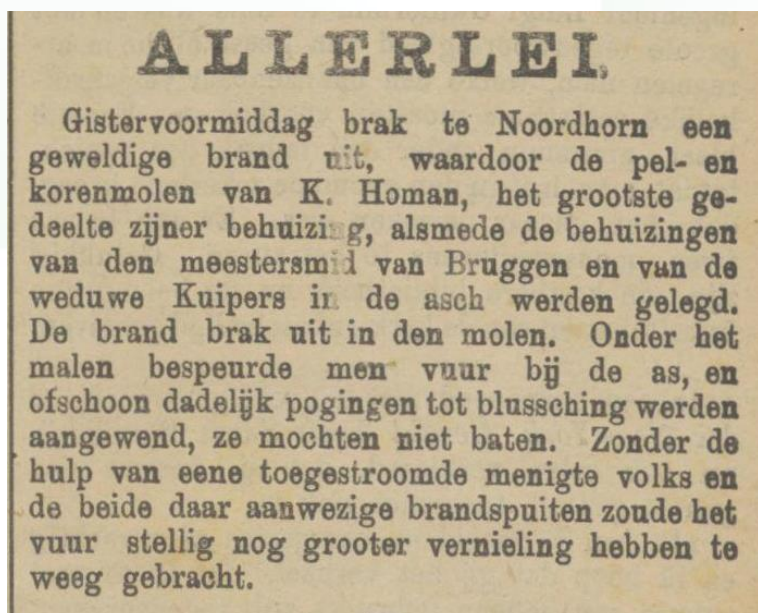 ALLERLEI.
Gistervoormiddag brak te Noordhorn een
geweldige brand uit, waardoor de pel- en
korenmolen van K. Homan, het grootste ge-
deelte zijner behuizing, alsmede de behuizingen
van den meestersmid van Bruggen en van de
weduwe Kuipers in de asch werden gelegd.
De brand brak uit in den molen. Onder het
malen bespeurde men vuur bij de as, en
ofschoon dadelijk pogingen tot blussching werden
aangewend, ze mochten niet baten. Zonder de
hulp van eene toegestroomde menigte volks en
de beide daar aanwezige brandspuiten zoude het
vuur stellig nog grooter vernieling hebben te
weeg gebracht.